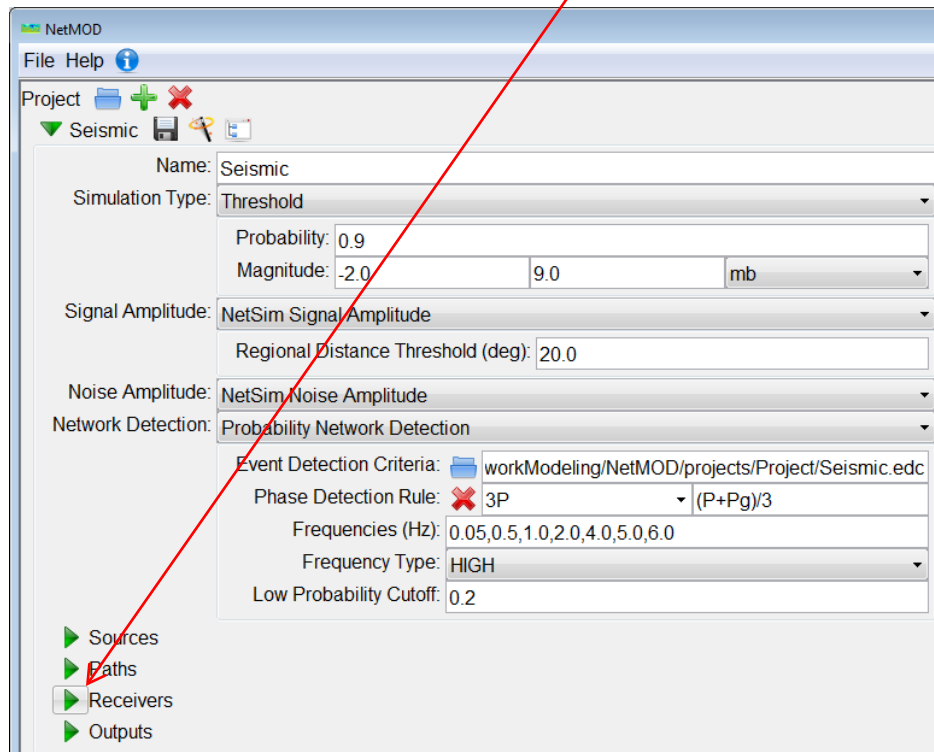 NetMOD
File Help
Project
Seismic
Name: Seismic
Simulation Type: Threshold
Probability: 0.9
Magnitude: -2.0 9.0 mb
Signal Amplitude: NetSim Signal Amplitude
Regional Distance Threshold (deg): 20.0
Noise Amplitude: NetSim Noise Amplitude
Network Detection: Probability Network Detection
Event Detection Criteria: workModeling/NetMOD/projects/Project/Seismic.edc
Phase Detection Rule: 3P (P+Pg)/3
Frequencies (Hz): 0.05,0.5,1.0,2.0,4.0,5.0,6.0
Frequency Type: HIGH
Low Probability Cutoff: 0.2
Sources
Paths
Receivers
Outputs